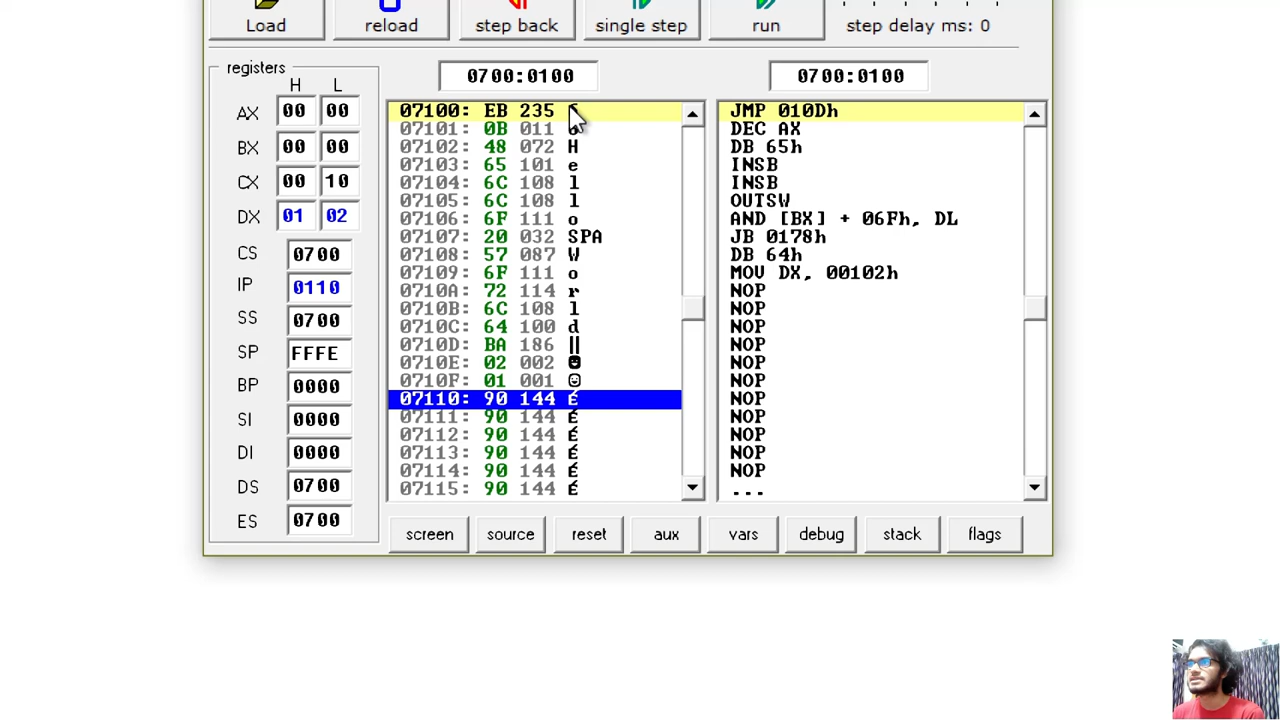 Load reload step back single step run step delay ms: 0
registers
H L
AX 00 00
BX 00 00
CX 00 10
DX 01 02
CS 0700
IP 0110
SS 0700
SP FFFE
BP 0000
SI 0000
DI 0000
DS 0700
ES 0700
0700:0100
07100: EB 235
07101: 0B 011
07102: 48 072 H
07103: 65 101 e
07104: 6C 108 l
07105: 6C 108 l
07106: 6F 111 o
07107: 20 032 SPA
07108: 57 087 W
07109: 6F 111 o
0710A: 72 114 r
0710B: 6C 108 l
0710C: 64 100 d
0710D: BA 186 ║
0710E: 02 002 ☻
0710F: 01 001 ☺
07110: 90 144 É
07111: 90 144 É
07112: 90 144 É
07113: 90 144 É
07114: 90 144 É
07115: 90 144 É
0700:0100
JMP 010Dh
DEC AX
DB 65h
INSB
INSB
OUTSW
AND [BX] + 06Fh, DL
JB 0178h
DB 64h
MOV DX, 00102h
NOP
NOP
NOP
NOP
NOP
NOP
NOP
NOP
NOP
NOP
NOP
...
screen source reset aux vars debug stack flags